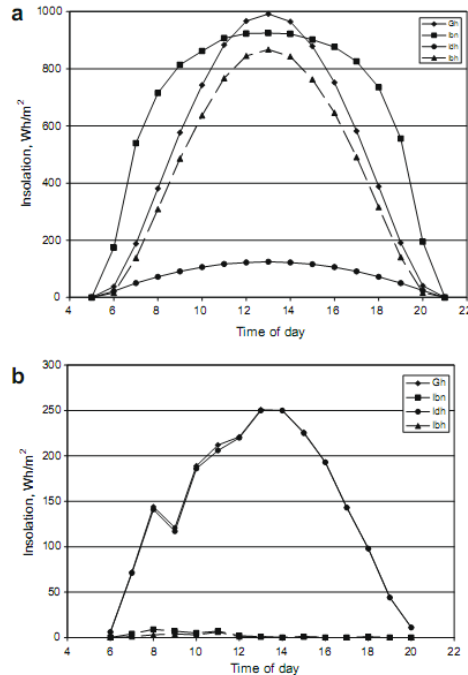 a
1000
800
600
400
200
0
Insolation, Wh/m²
Gh
Ibn
Idh
Ibh
4 6 8 10 12 14 16 18 20 22
Time of day
b
300
250
200
150
100
50
0
Insolation, Wh/m²
Gh
Ibn
Idh
Ibh
4 6 8 10 12 14 16 18 20 22
Time of day